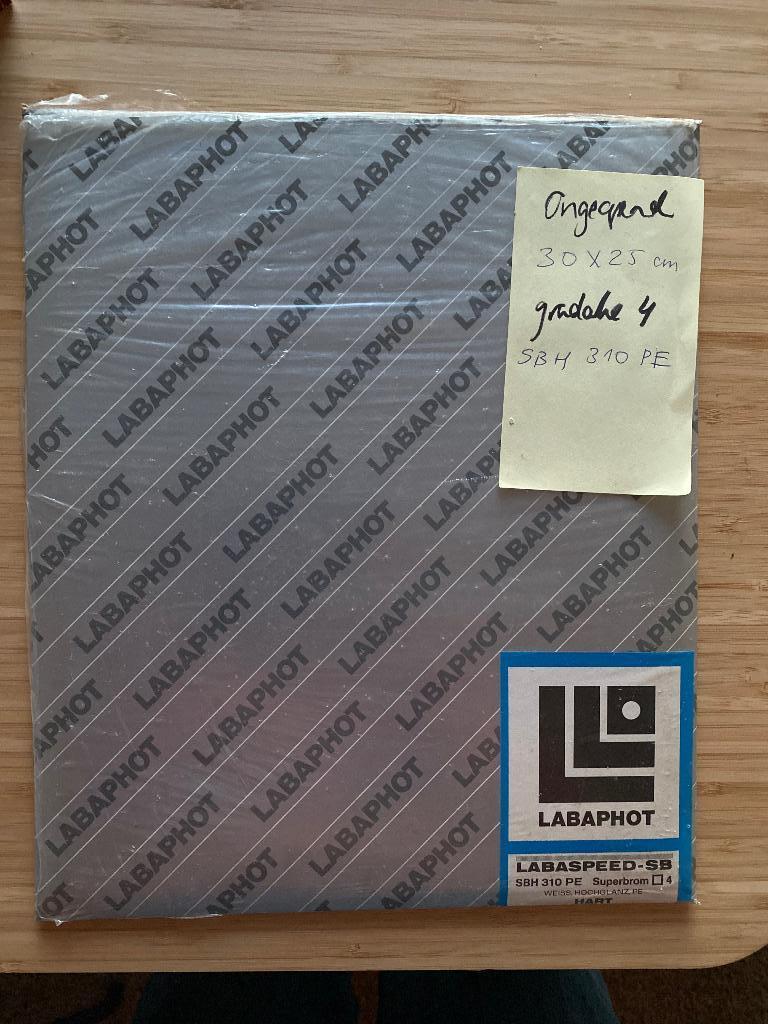 Ongeopend
30 X 25 cm
gradatie 4
SBH 310 PE
LABAPHOT
LABAPHOT
LABASPEED-SB
SBH 310 PE Superbrom □ 4
WEISS, HOCHGLANZ, PE
HART